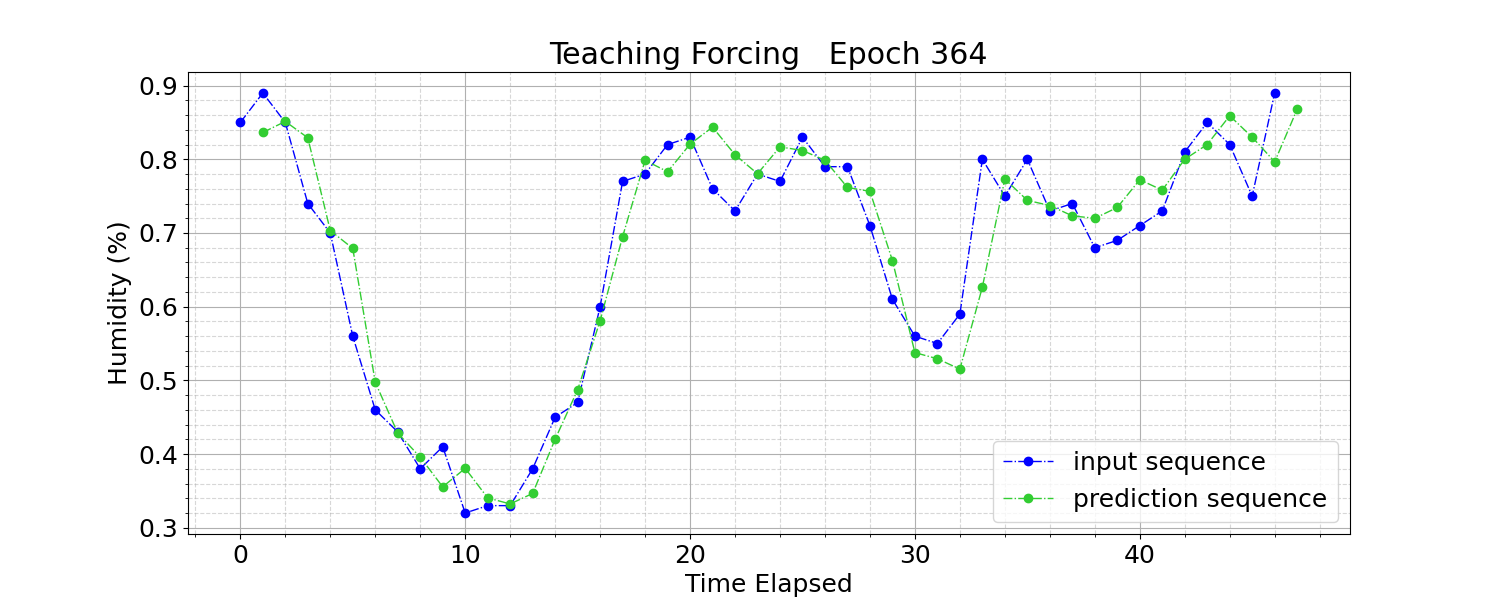 Teaching Forcing   Epoch 364
0.9
0.8
0.7
0.6
0.5
0.4
0.3
Humidity (%)
0 10 20 30 40
Time Elapsed
input sequence
prediction sequence